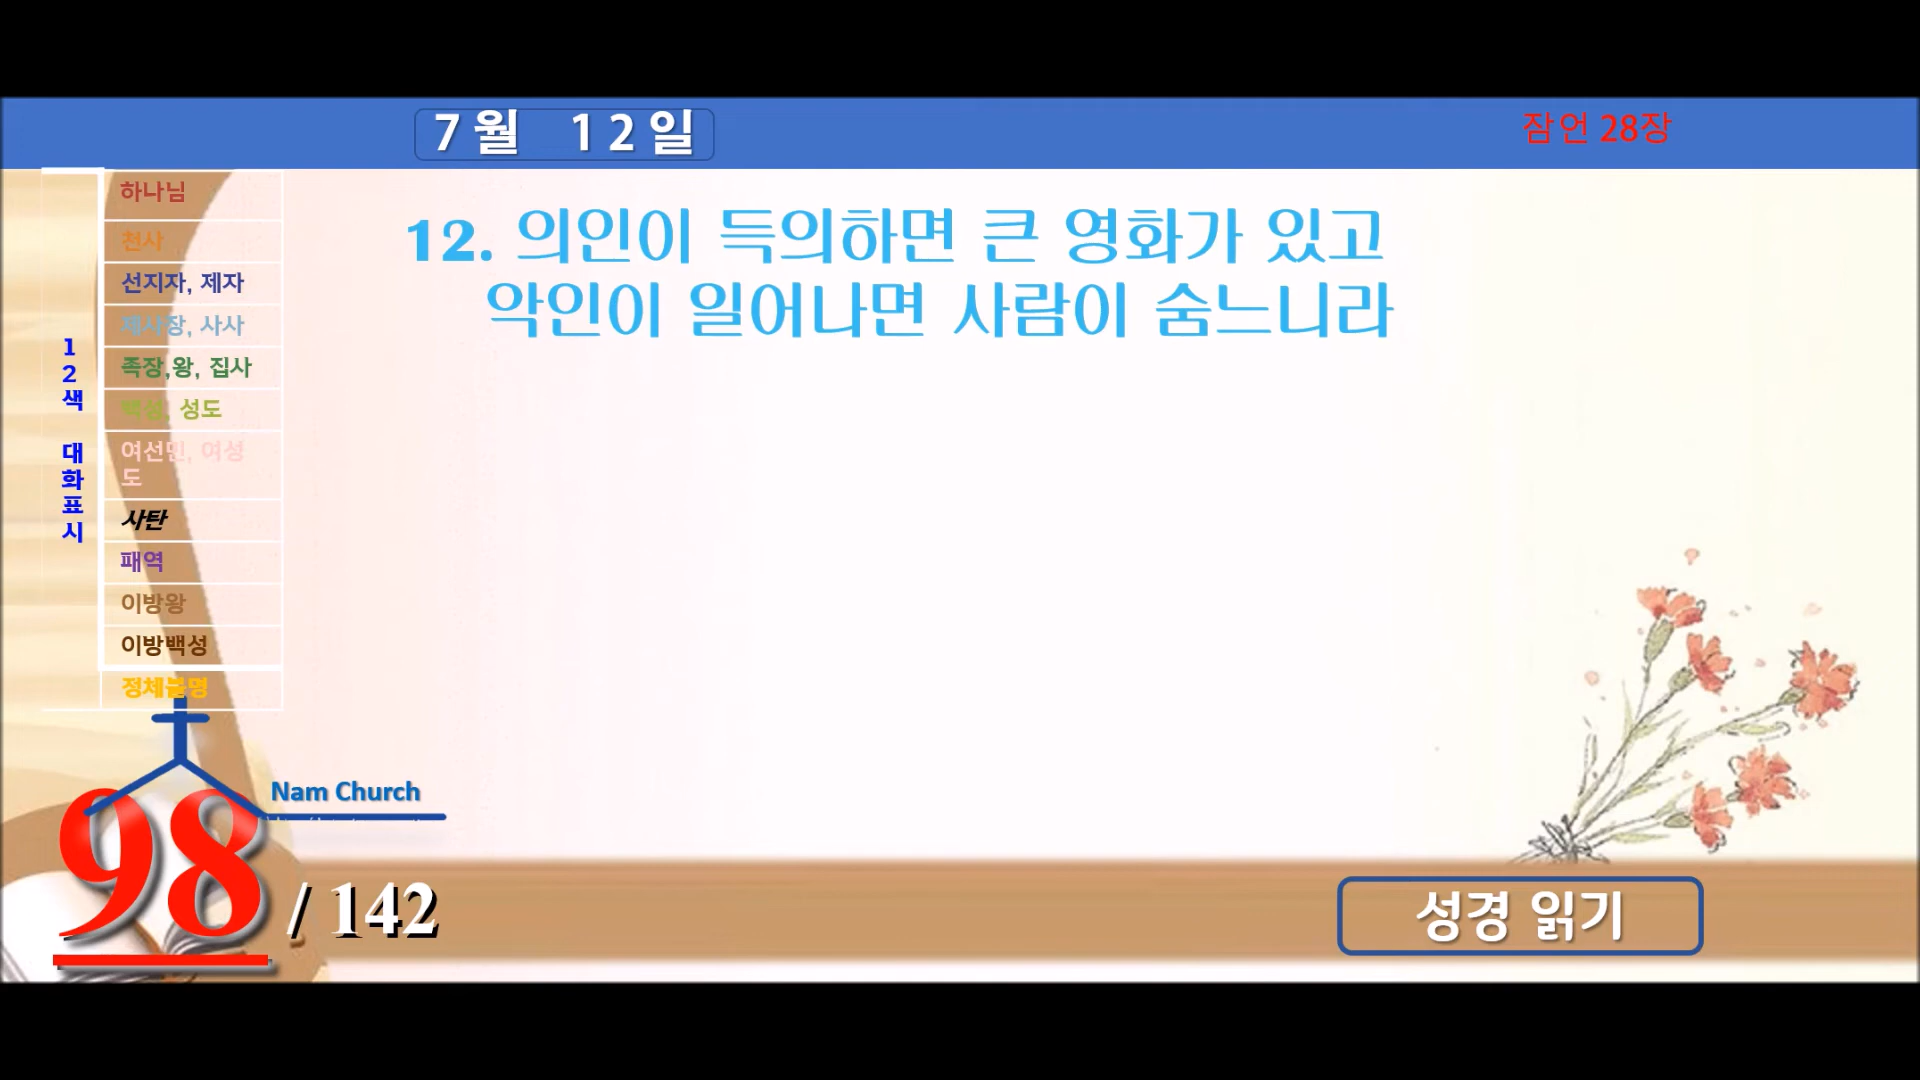 7월 12일
잠언 28장
12. 의인이 득의하면 큰 영화가 있고
악인이 일어나면 사람이 숨느니라
12색 대화표시
하나님
천사
선지자, 제자
제사장, 사사
족장,왕, 집사
백성, 성도
여선민, 여성
도
사탄
패역
이방왕
이방백성
정체불명
Nam Church
98 / 142
성경 읽기